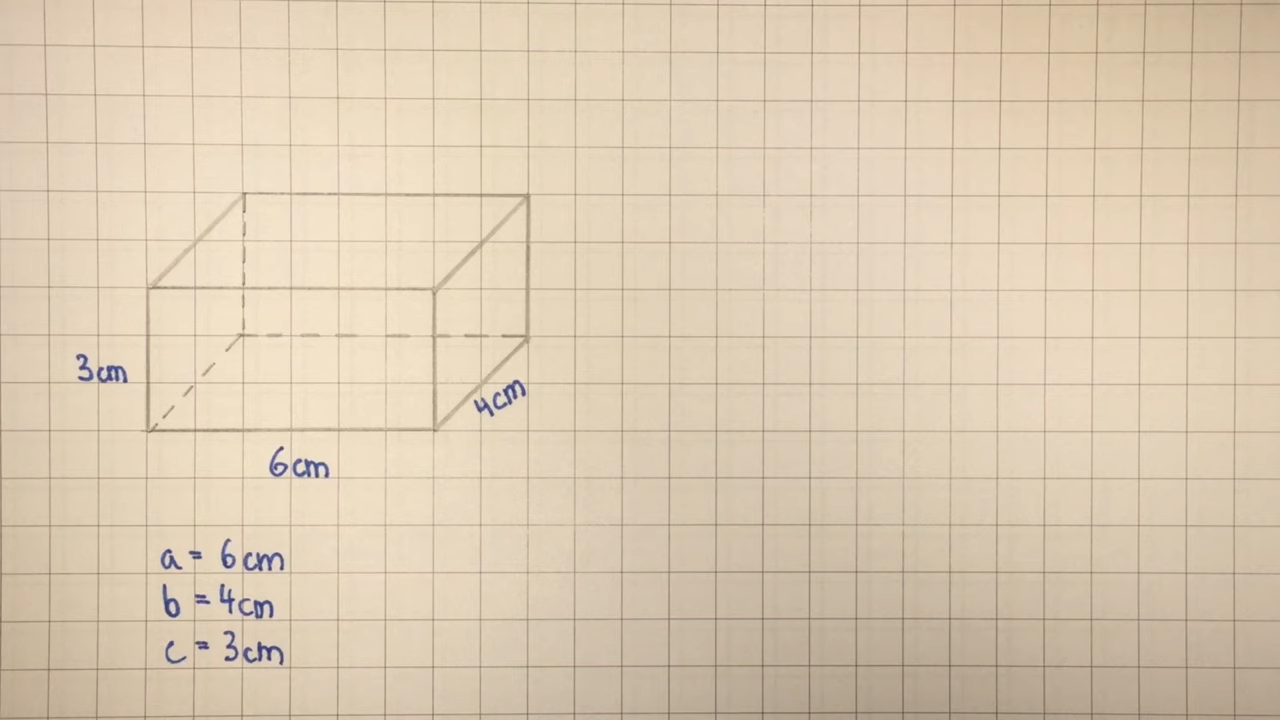 3cm
4cm
6cm
a = 6cm
b = 4cm
c = 3cm